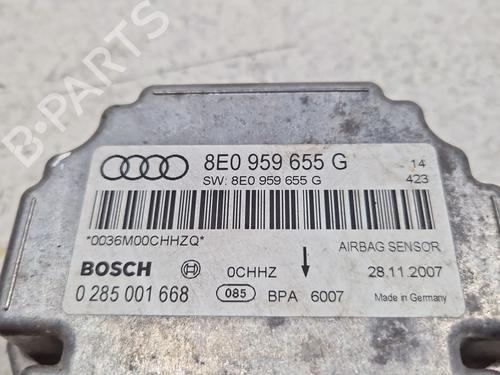 8E0 959 655 G
SW: 8E0 959 655 G
14
423
*0036M00CHHZQ*
AIRBAG SENSOR
BOSCH 0CHHZ 28.11.2007
0 285 001 668 085 BPA 6007 Made in Germany
B-PARTS